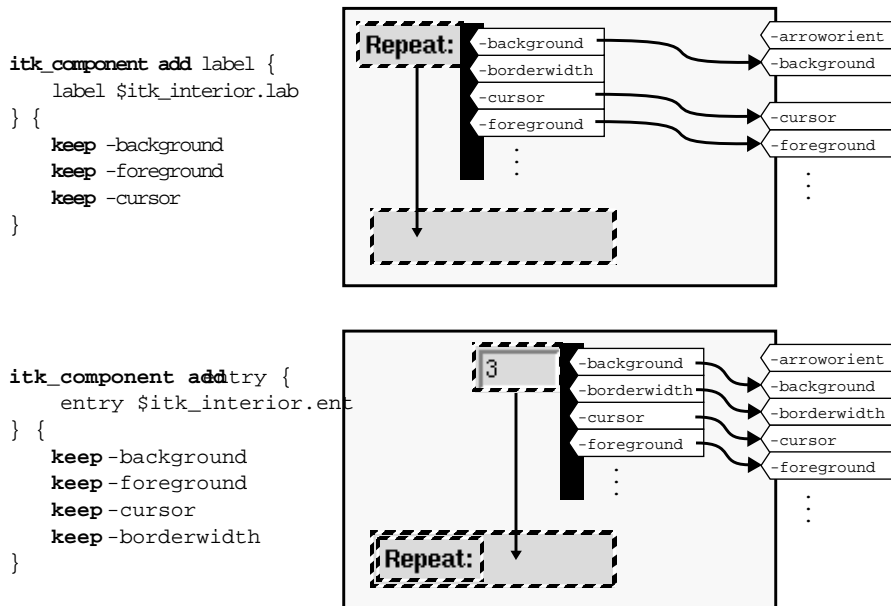 itk_component add label {
label $itk_interior.lab
} {
keep -background
keep -foreground
keep -cursor
}
Repeat:
-background
-borderwidth
-cursor
-foreground
-arroworient
-background
-cursor
-foreground
itk_component add entry {
entry $itk_interior.ent
} {
keep -background
keep -foreground
keep -cursor
keep -borderwidth
}
3
-background
-borderwidth
-cursor
-foreground
Repeat:
-arroworient
-background
-borderwidth
-cursor
-foreground